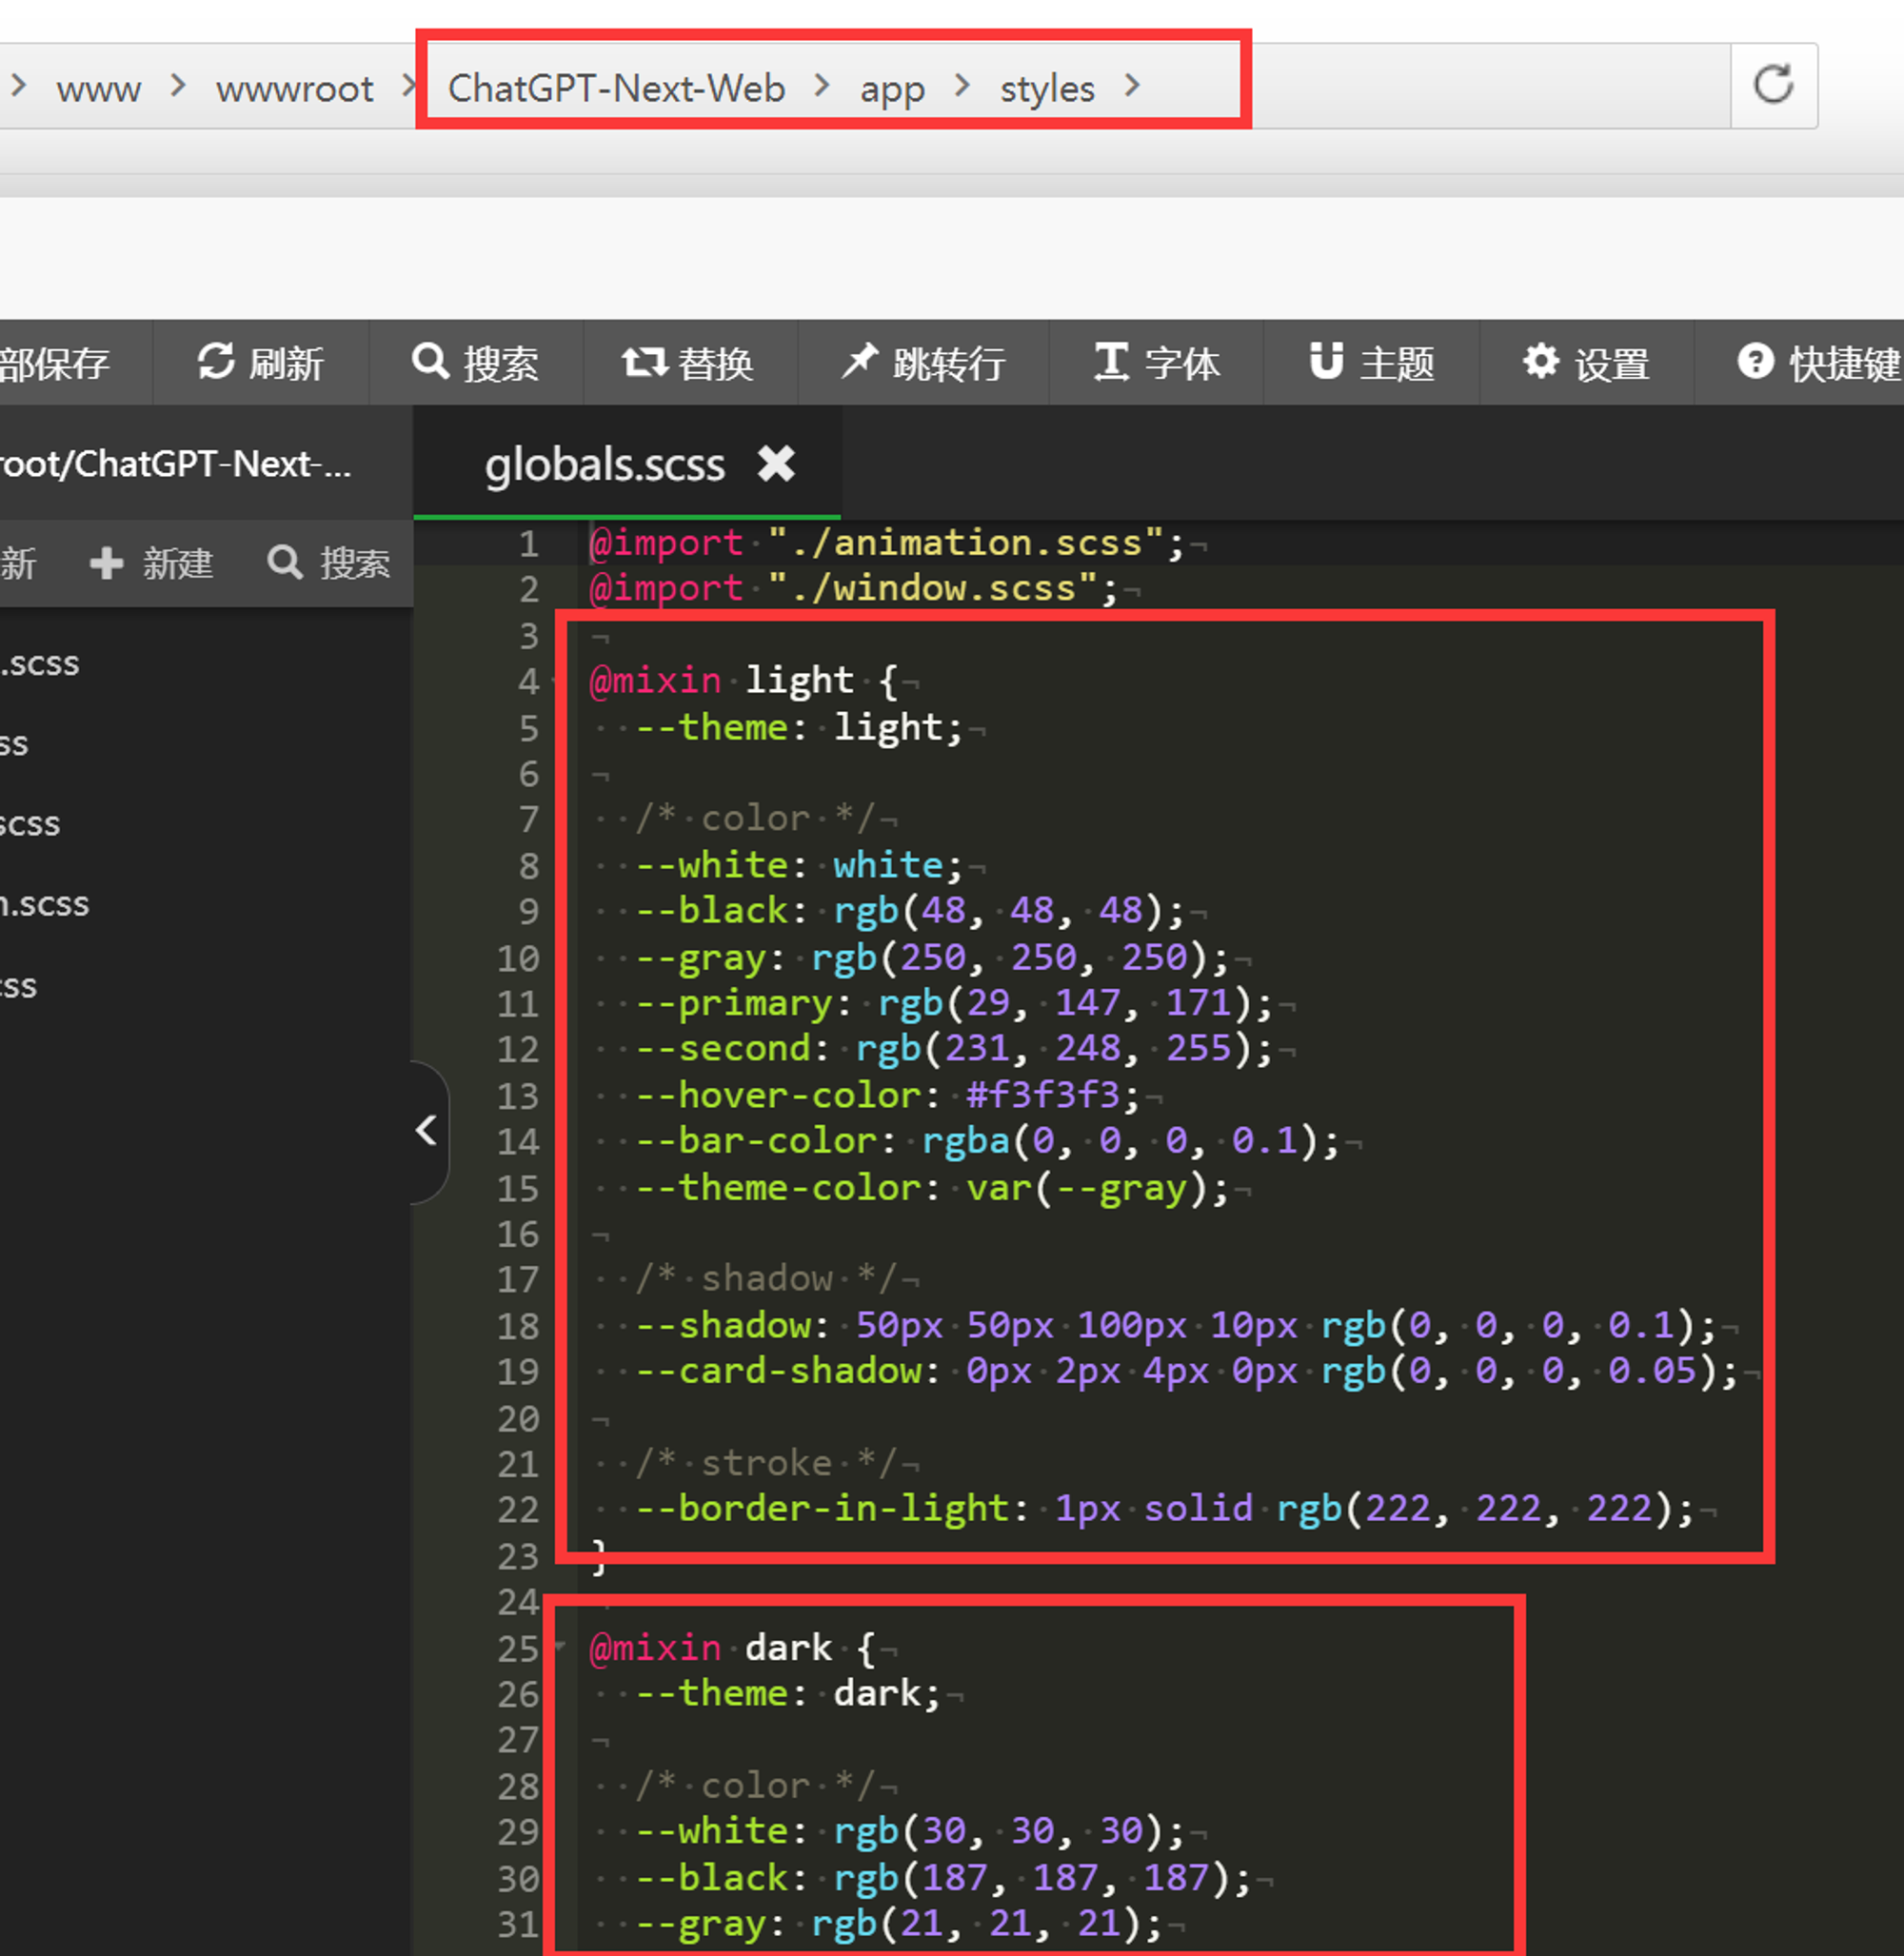 www wwwroot ChatGPT-Next-Web app styles
部保存 刷新 搜索 替换 跳转行 字体 主题 设置 快捷键
root/ChatGPT-Next-... globals.scss
新 新建 搜索
.scss
ss
scss
n.scss
css
1 @import "./animation.scss";
2 @import "./window.scss";
3
4 @mixin light {
5 --theme: light;
6
7 /* color */
8 --white: white;
9 --black: rgb(48, 48, 48);
10 --gray: rgb(250, 250, 250);
11 --primary: rgb(29, 147, 171);
12 --second: rgb(231, 248, 255);
13 --hover-color: #f3f3f3;
14 --bar-color: rgba(0, 0, 0, 0.1);
15 --theme-color: var(--gray);
16
17 /* shadow */
18 --shadow: 50px 50px 100px 10px rgb(0, 0, 0, 0.1);
19 --card-shadow: 0px 2px 4px 0px rgb(0, 0, 0, 0.05);
20
21 /* stroke */
22 --border-in-light: 1px solid rgb(222, 222, 222);
23 }
24
25 @mixin dark {
26 --theme: dark;
27
28 /* color */
29 --white: rgb(30, 30, 30);
30 --black: rgb(187, 187, 187);
31 --gray: rgb(21, 21, 21);